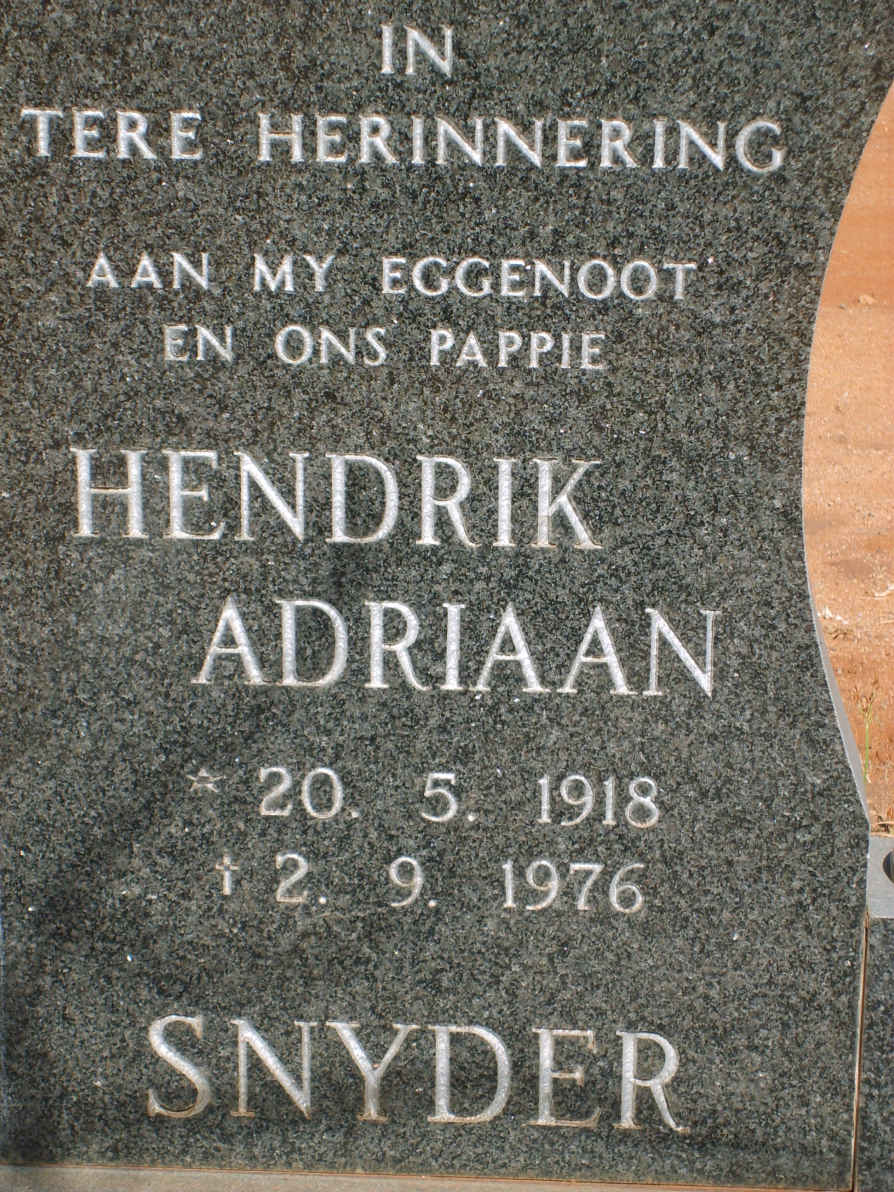 IN
TERE HERINNERING
AAN MY EGGENOOT
EN ONS PAPPIE
HENDRIK
ADRIAAN
* 20. 5. 1918
† 2. 9. 1976
SNYDER